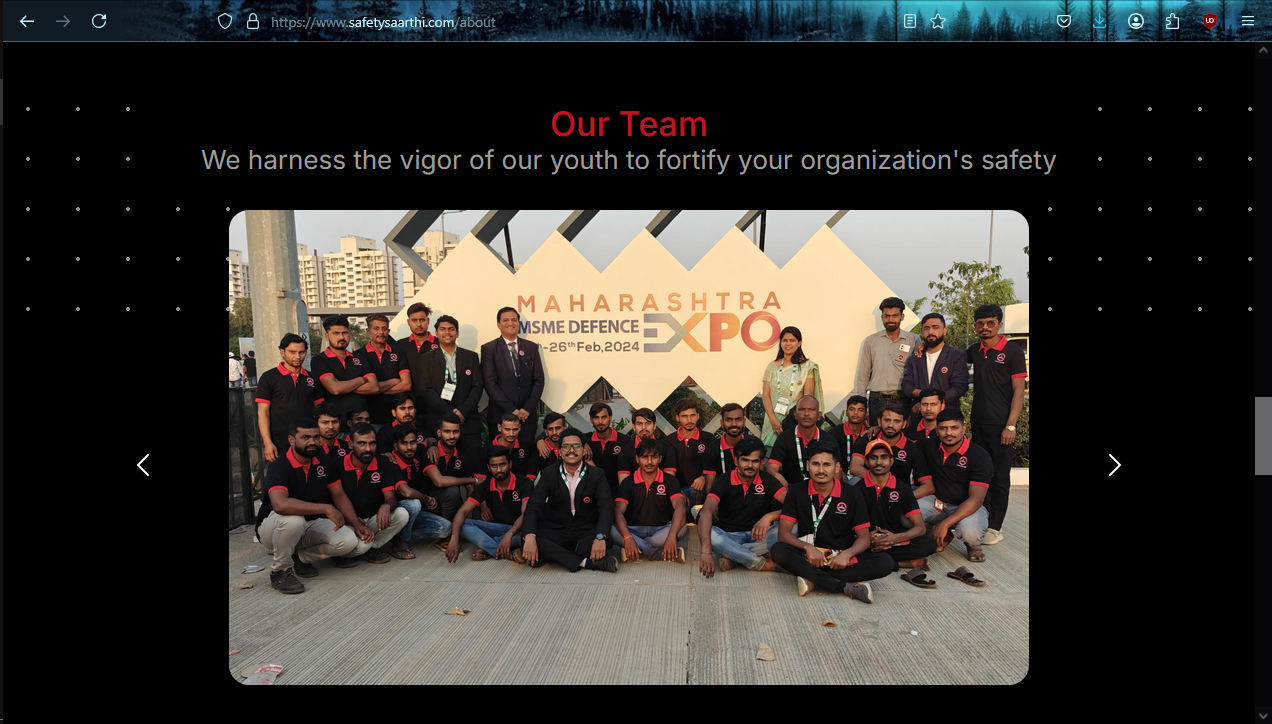 https://www.safetysaarthi.com/about
Our Team
We harness the vigor of our youth to fortify your organization's safety
MAHARASHTRA
MSME DEFENCE EXPO
-26th Feb,2024